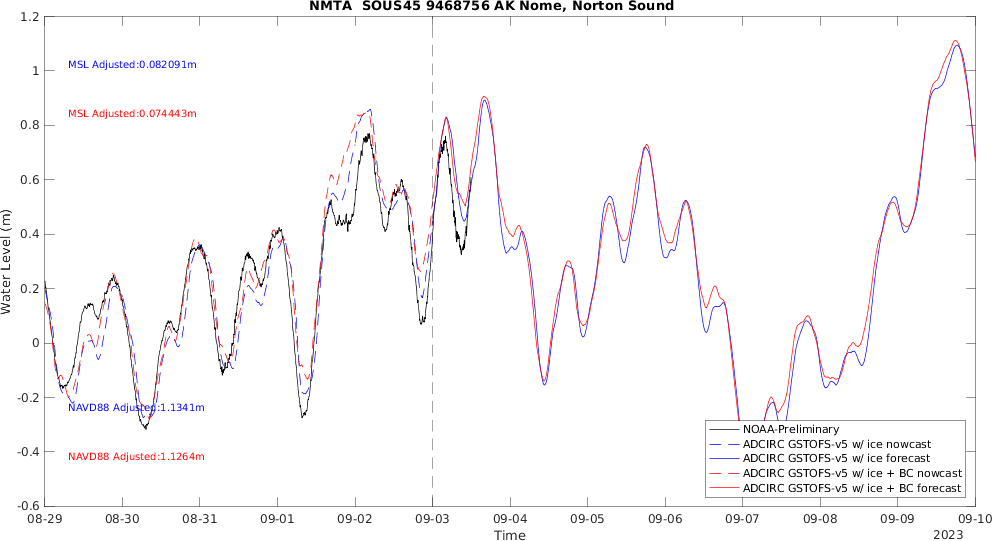 NMTA  SOUS45 9468756 AK Nome, Norton Sound
1.2
1
0.8
0.6
0.4
0.2
0
-0.2
-0.4
-0.6
Water Level (m)
MSL Adjusted:0.082091m
MSL Adjusted:0.074443m
NAVD88 Adjusted:1.1341m
NAVD88 Adjusted:1.1264m
NOAA-Preliminary
ADCIRC GSTOFS-v5 w/ ice nowcast
ADCIRC GSTOFS-v5 w/ ice forecast
ADCIRC GSTOFS-v5 w/ ice + BC nowcast
ADCIRC GSTOFS-v5 w/ ice + BC forecast
08-29 08-30 08-31 09-01 09-02 09-03 09-04 09-05 09-06 09-07 09-08 09-09 09-10
Time
2023